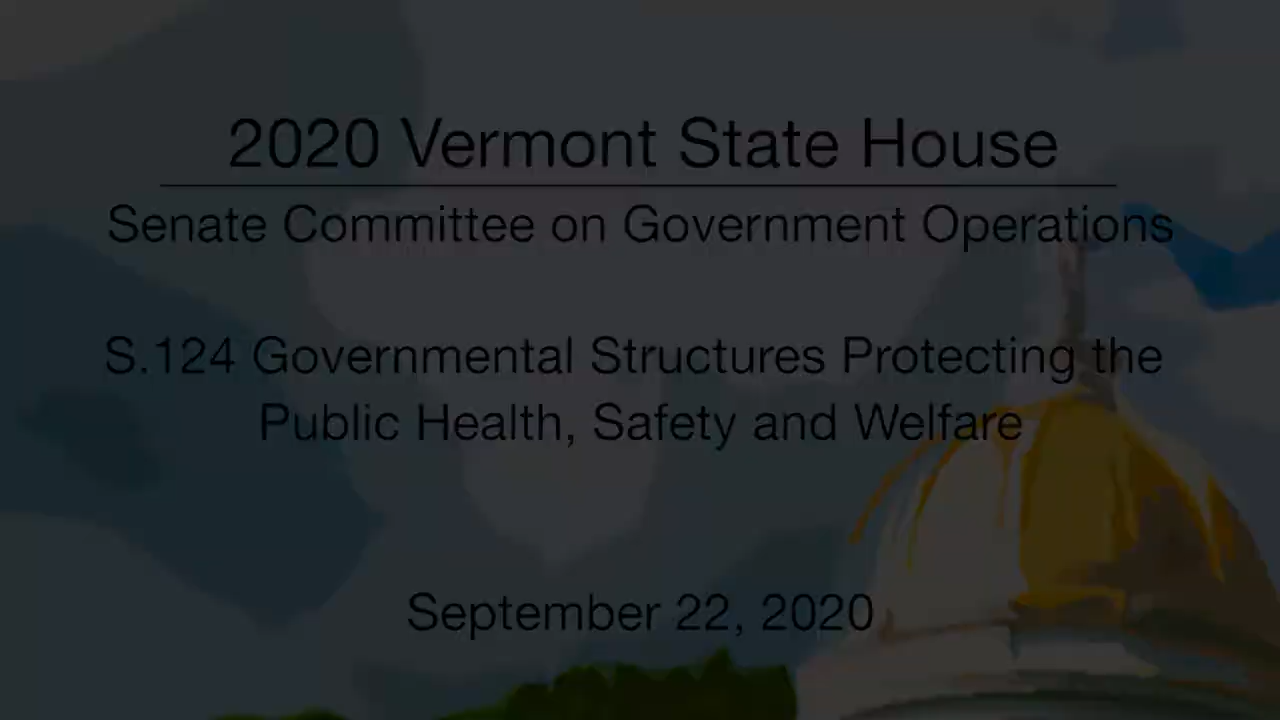 2020 Vermont State House
Senate Committee on Government Operations
S.124 Governmental Structures Protecting the
Public Health, Safety and Welfare
September 22, 2020